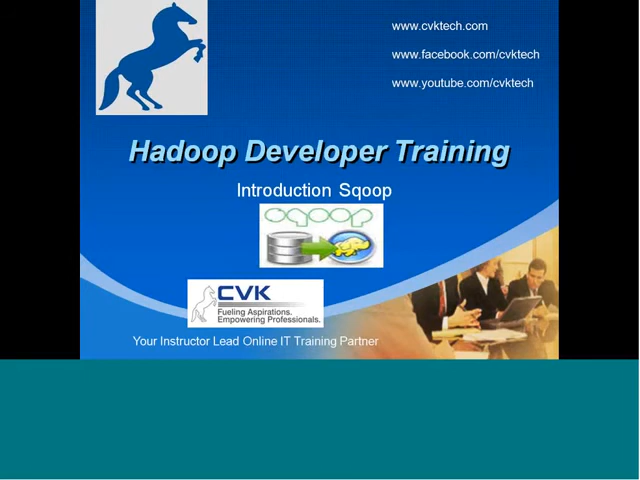 www.cvktech.com
www.facebook.com/cvktech
www.youtube.com/cvktech
Hadoop Developer Training
Introduction Sqoop
sqoop
CVK
Fueling Aspirations.
Empowering Professionals.
Your Instructor Lead Online IT Training Partner